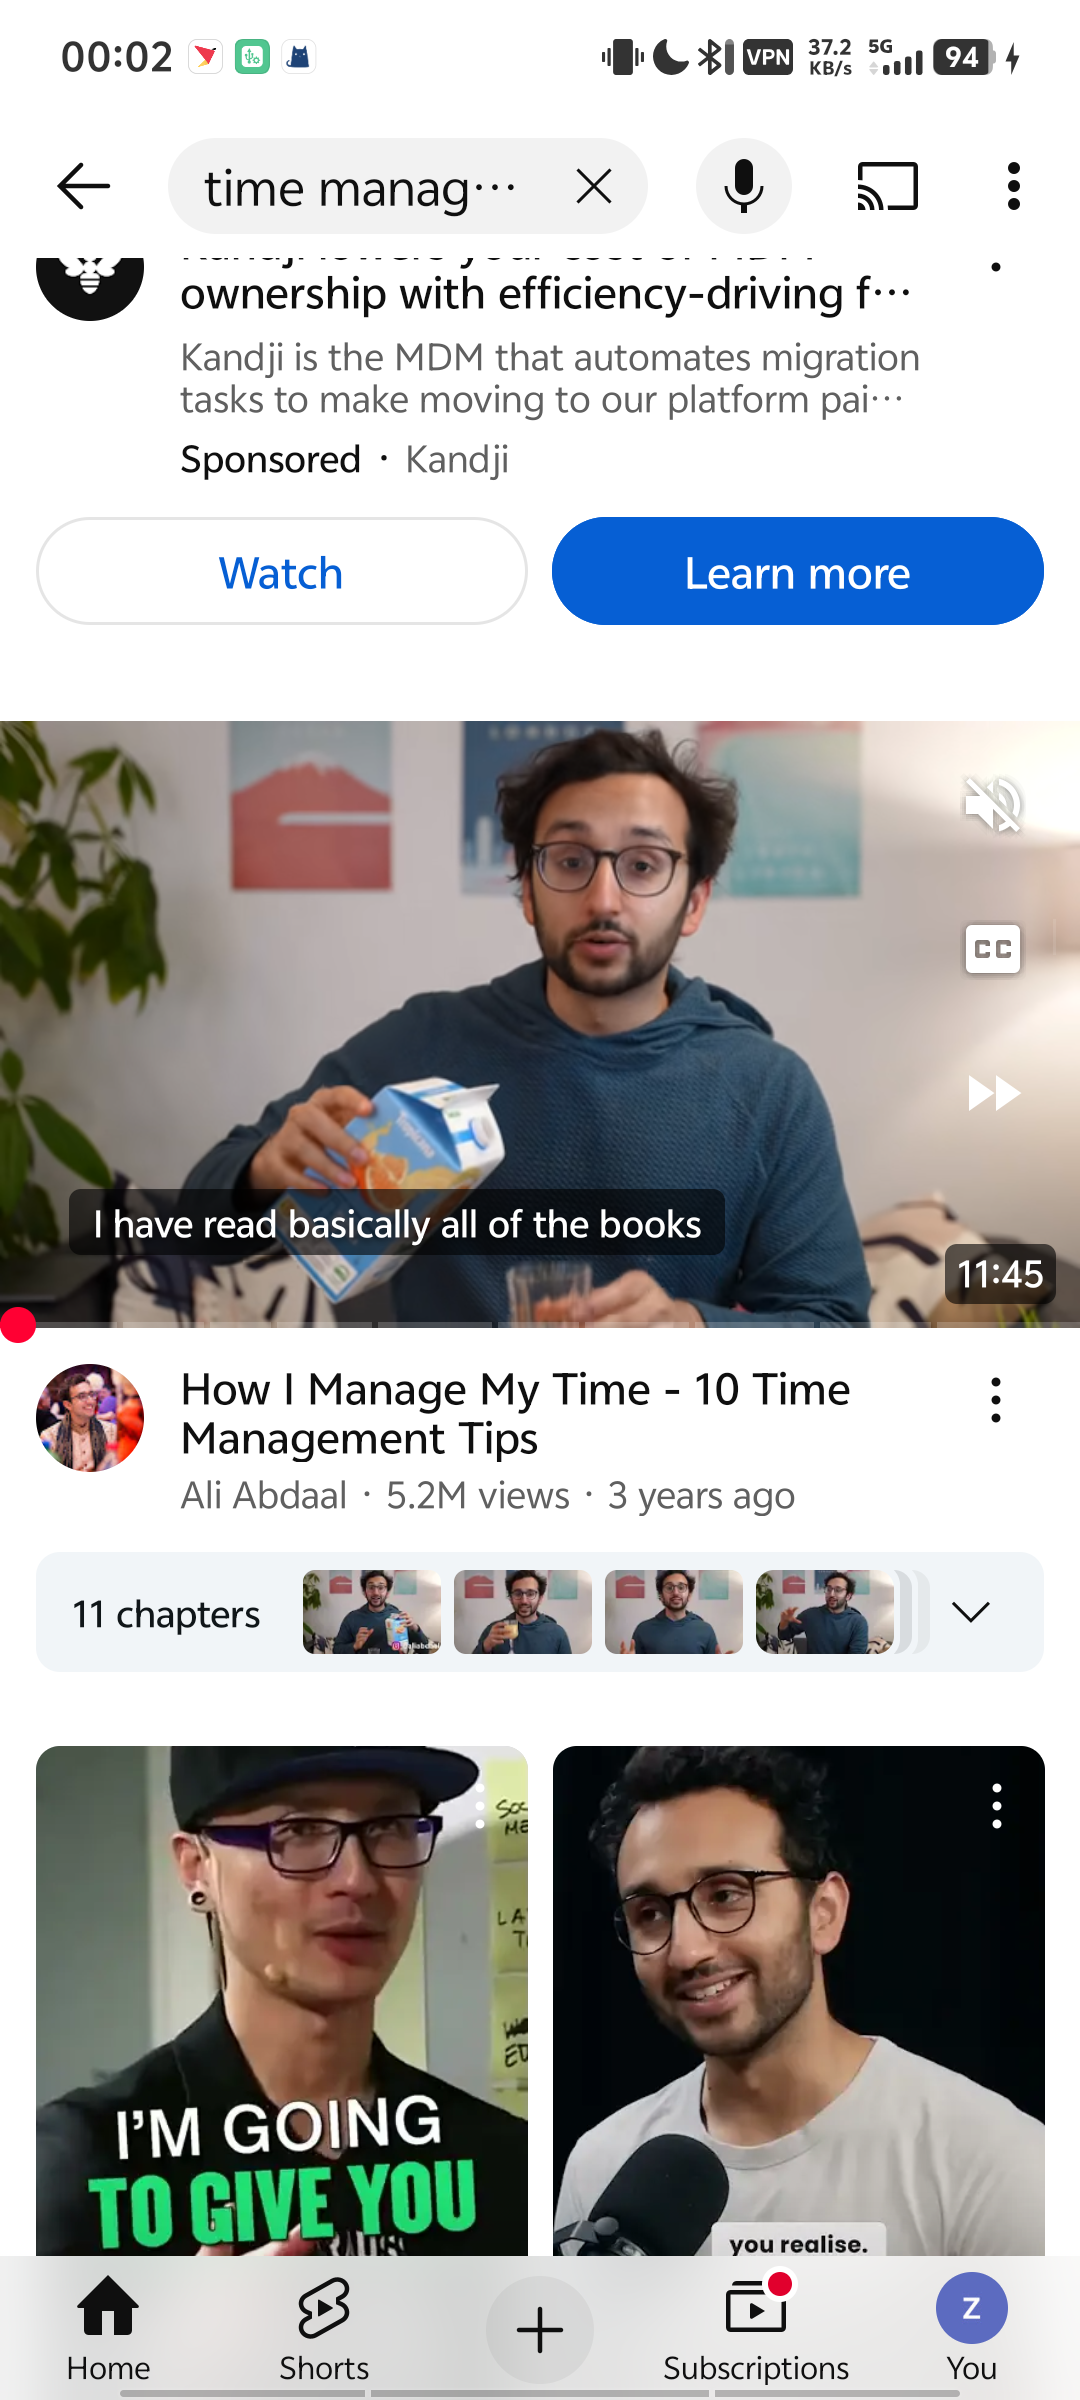 00:02
VPN
37.2
KB/s
5G
94
time manag…
ownership with efficiency-driving f…
Kandji is the MDM that automates migration
tasks to make moving to our platform pai…
Sponsored · Kandji
Watch
Learn more
CC
I have read basically all of the books
11:45
How I Manage My Time - 10 Time
Management Tips
Ali Abdaal · 5.2M views · 3 years ago
11 chapters
I'M GOING
TO GIVE YOU
you realise.
Home
Shorts
Subscriptions
Z
You